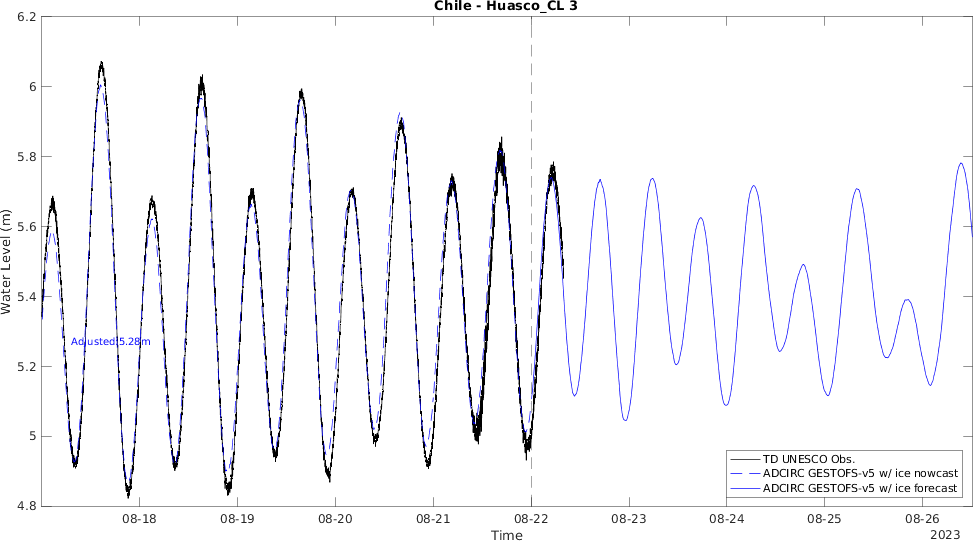 Chile - Huasco_CL 3
6.2
6
5.8
5.6
5.4
5.2
5
4.8
Water Level (m)
Adjusted:5.28m
TD UNESCO Obs.
ADCIRC GESTOFS-v5 w/ ice nowcast
ADCIRC GESTOFS-v5 w/ ice forecast
08-18 08-19 08-20 08-21 08-22 08-23 08-24 08-25 08-26
Time
2023